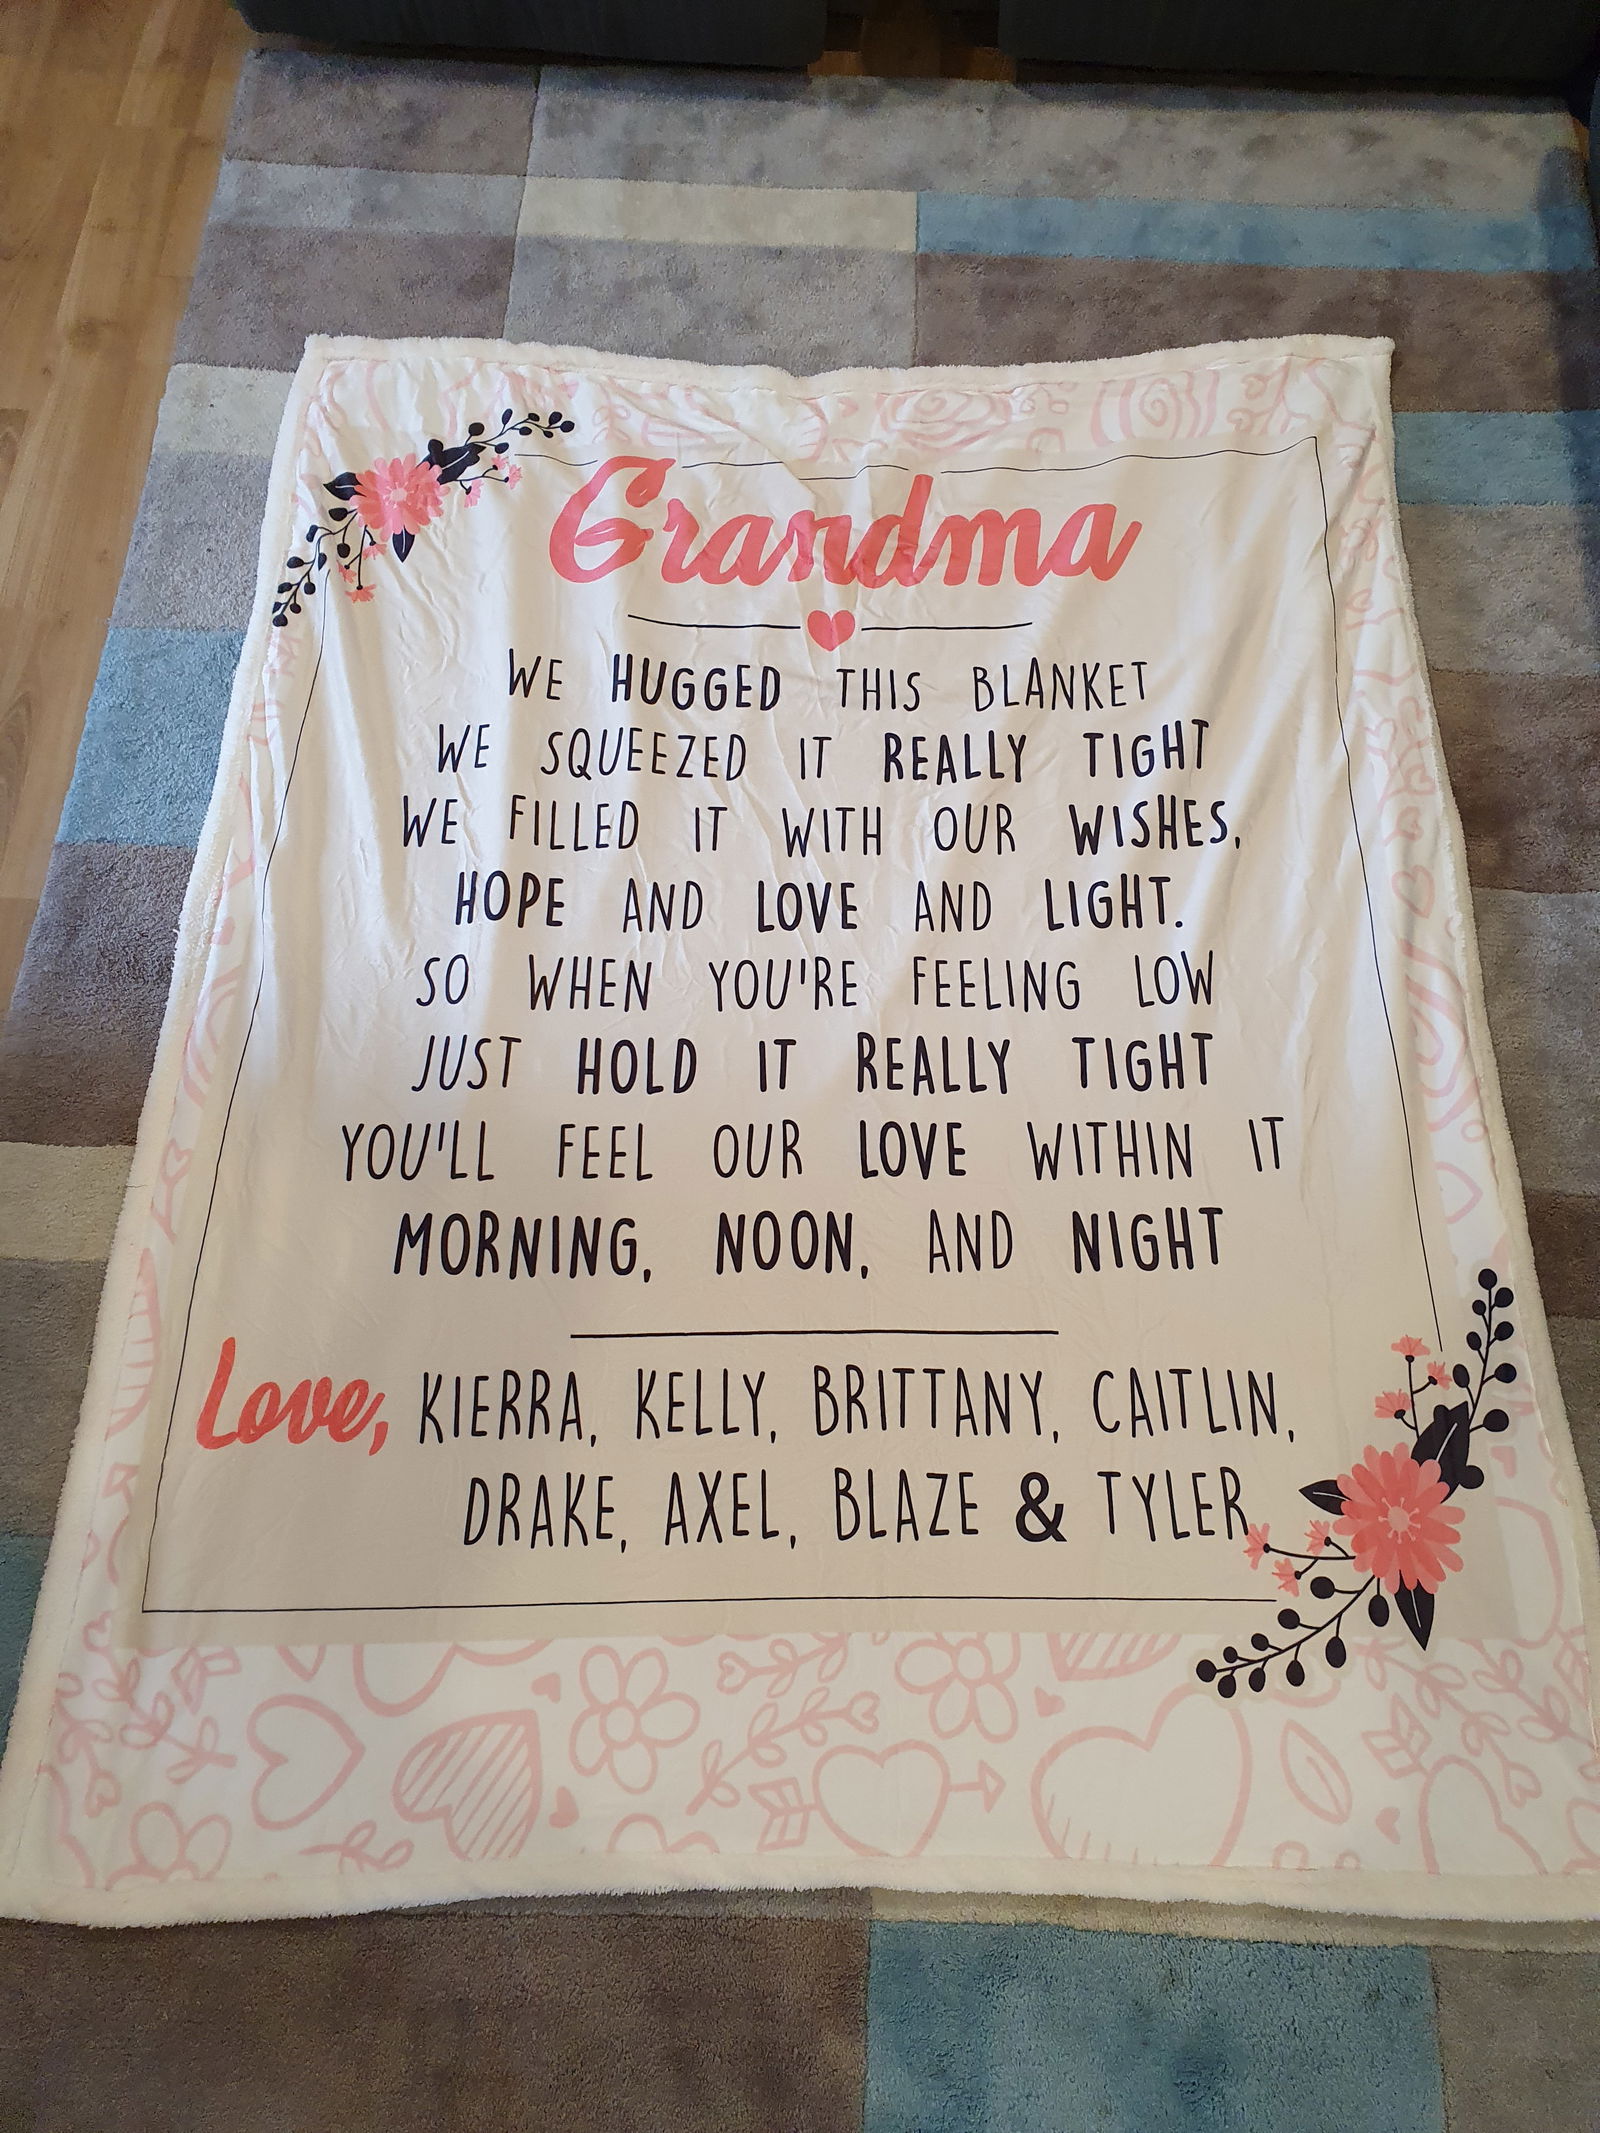 Grandma
WE HUGGED THIS BLANKET
WE SQUEEZED IT REALLY TIGHT
WE FILLED IT WITH OUR WISHES,
HOPE AND LOVE AND LIGHT.
SO WHEN YOU'RE FEELING LOW
JUST HOLD IT REALLY TIGHT
YOU'LL FEEL OUR LOVE WITHIN IT
MORNING, NOON, AND NIGHT
Love, KIERRA, KELLY, BRITTANY, CAITLIN,
DRAKE, AXEL, BLAZE & TYLER